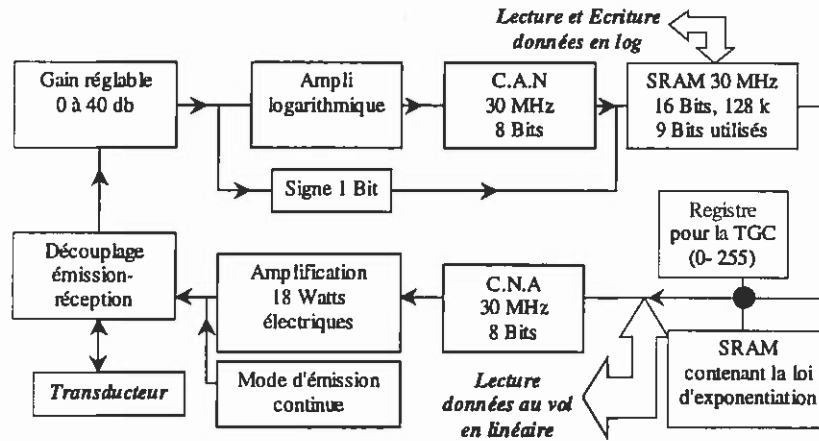 Lecture et Ecriture
données en log
Gain réglable
0 à 40 db
Ampli
logarithmique
C.A.N
30 MHz
8 Bits
SRAM 30 MHz
16 Bits, 128 k
9 Bits utilisés
Signe 1 Bit
Registre
pour la TGC
(0- 255)
Découplage
émission-
réception
Amplification
18 Watts
électriques
C.N.A
30 MHz
8 Bits
SRAM
contenant la loi
d'exponentiation
Transducteur
Mode d'émission
continue
Lecture
données au vol
en linéaire